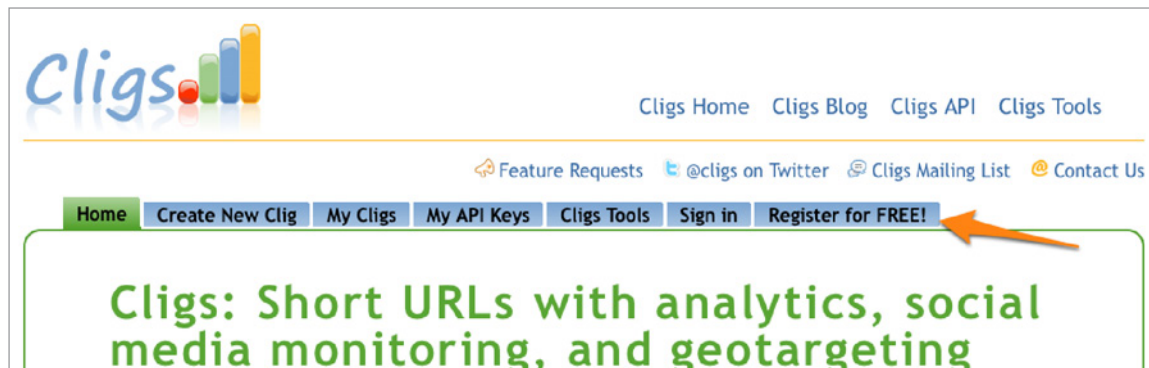 Cligs
Cligs Home Cligs Blog Cligs API Cligs Tools
Feature Requests @cligs on Twitter Cligs Mailing List Contact Us
Home Create New Clig My Cligs My API Keys Cligs Tools Sign in Register for FREE!
Cligs: Short URLs with analytics, social
media monitoring, and geotargeting